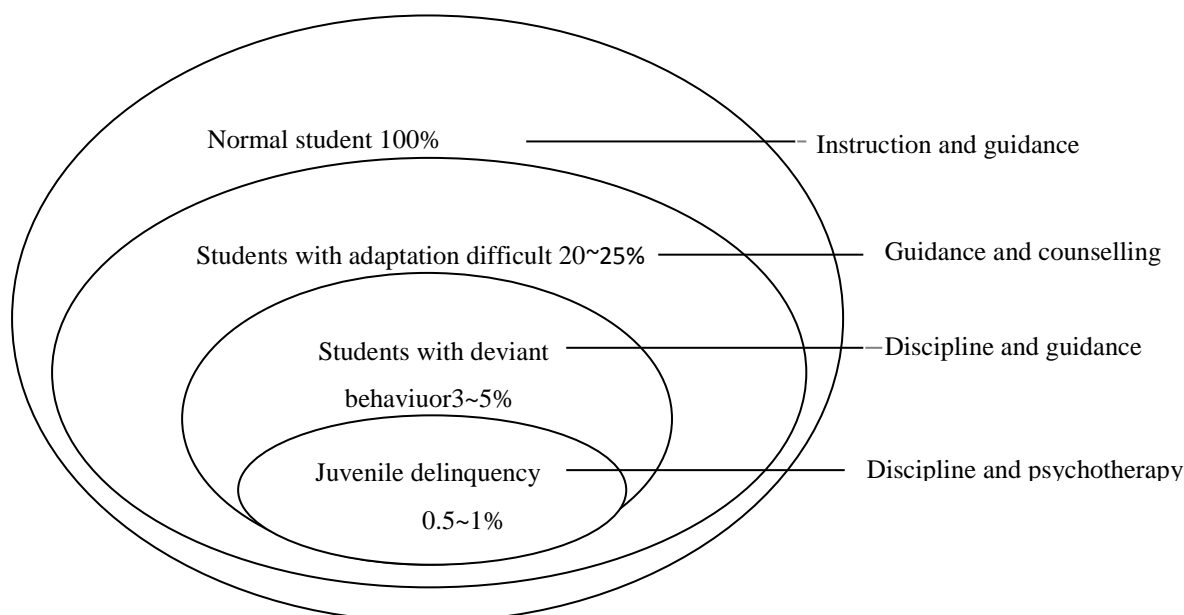 Normal student 100%
Instruction and guidance
Students with adaptation difficult 20~25%
Guidance and counselling
Students with deviant
behaviuor3~5%
Discipline and guidance
Juvenile delinquency
0.5~1%
Discipline and psychotherapy